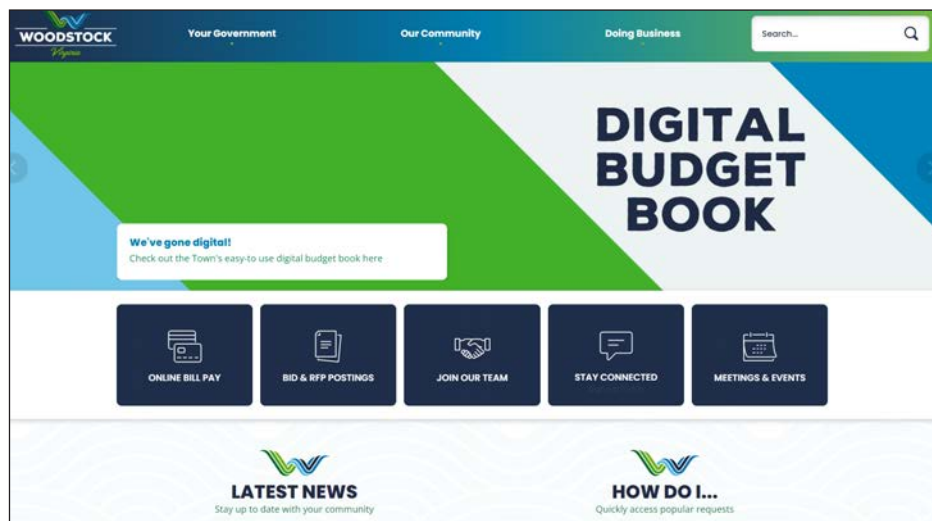 WOODSTOCK
Virginia
Your Government
Our Community
Doing Business
Search...
DIGITAL
BUDGET
BOOK
We've gone digital!
Check out the Town's easy-to use digital budget book here
ONLINE BILL PAY
BID & RFP POSTINGS
JOIN OUR TEAM
STAY CONNECTED
MEETINGS & EVENTS
LATEST NEWS
Stay up to date with your community
HOW DO I...
Quickly access popular requests